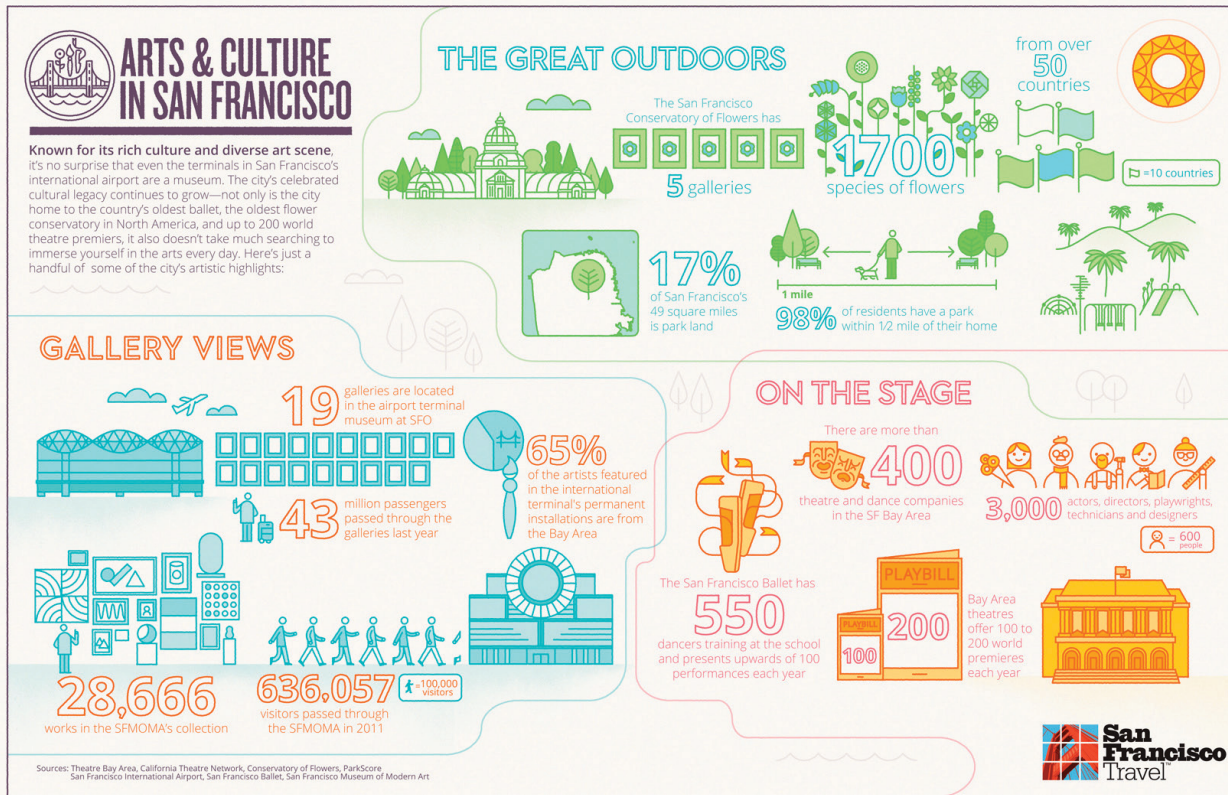 ARTS & CULTURE
IN SAN FRANCISCO
Known for its rich culture and diverse art scene,
it's no surprise that even the terminals in San Francisco's
international airport are a museum. The city's celebrated
cultural legacy continues to grow—not only is the city
home to the country's oldest ballet, the oldest flower
conservatory in North America, and up to 200 world
theatre premiers, it also doesn't take much searching to
immerse yourself in the arts every day. Here's just a
handful of some of the city's artistic highlights:
THE GREAT OUTDOORS
The San Francisco
Conservatory of Flowers has
5 galleries
1700
species of flowers
from over
50
countries
=10 countries
17%
of San Francisco's
49 square miles
is park land
1 mile
98%
of residents have a park
within 1/2 mile of their home
GALLERY VIEWS
19
galleries are located
in the airport terminal
museum at SFO
43
million passengers
passed through the
galleries last year
65%
of the artists featured
in the international
terminal's permanent
installations are from
the Bay Area
28,666
works in the SFMOMA's collection
636,057
visitors passed through
the SFMOMA in 2011
=100,000
visitors
ON THE STAGE
The San Francisco Ballet has
550
dancers training at the school
and presents upwards of 100
performances each year
There are more than
400
theatre and dance companies
in the SF Bay Area
3,000
actors, directors, playwrights,
technicians and designers
= 600
people
PLAYBILL
100
PLAYBILL
200
Bay Area
theatres
offer 100 to
200 world
premieres
each year
Sources: Theatre Bay Area, California Theatre Network, Conservatory of Flowers, ParkScore
San Francisco International Airport, San Francisco Ballet, San Francisco Museum of Modern Art
San
Francisco
Travel™